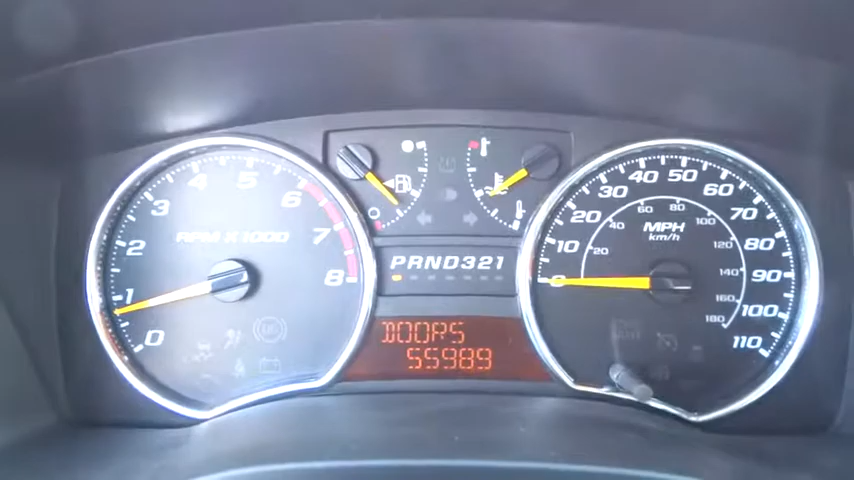 0 1 2 3 4 5 6 7 8
RPM X 1000
PRND321
DOORS
55989
0 10 20 30 40 50 60 70 80 90 100 110
MPH
km/h
20 40 60 80 100 120 140 160 180